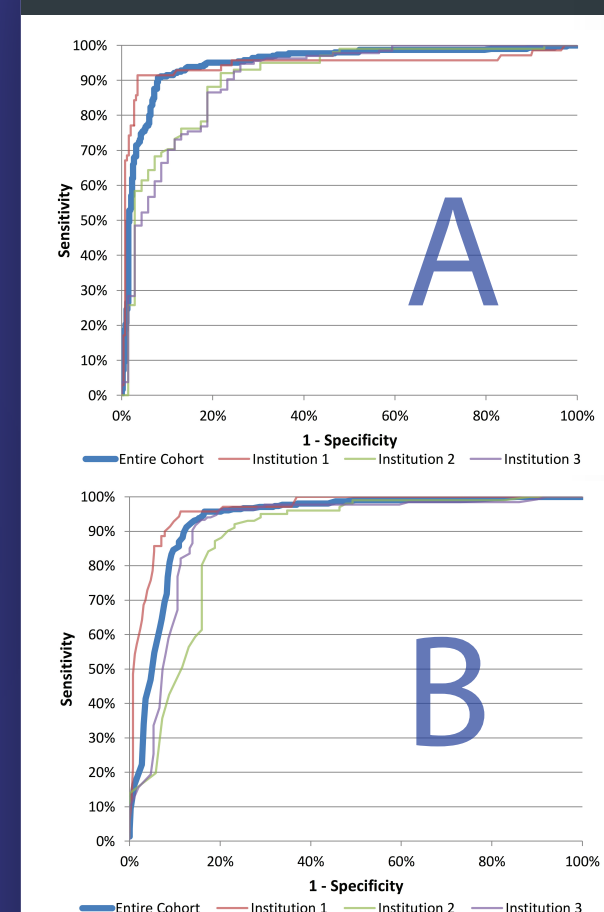 100%
90%
80%
70%
60%
50%
40%
30%
20%
10%
0%
Sensitivity
A
0% 20% 40% 60% 80% 100%
1 - Specificity
Entire Cohort Institution 1 Institution 2 Institution 3
100%
90%
80%
70%
60%
50%
40%
30%
20%
10%
0%
Sensitivity
B
0% 20% 40% 60% 80% 100%
1 - Specificity
Entire Cohort Institution 1 Institution 2 Institution 3